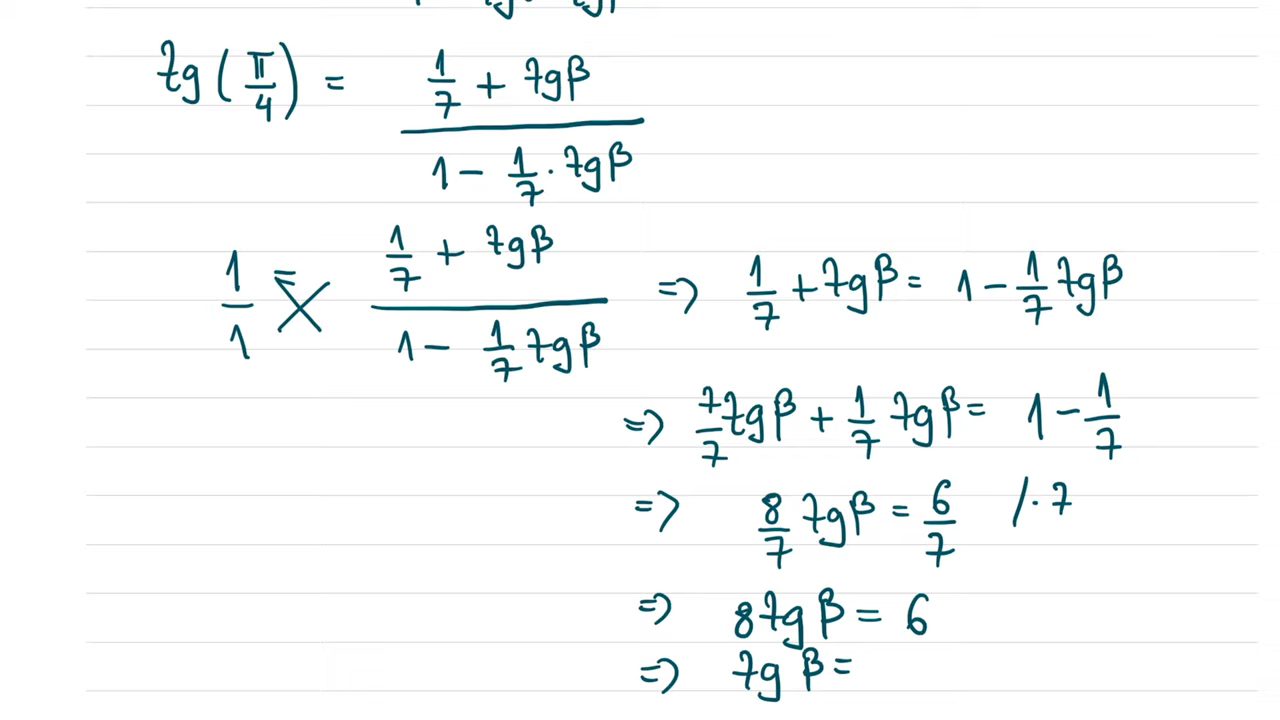 tg(π/4) = (1/7 + tgβ)/(1 - 1/7 · tgβ)
1/1 = (1/7 + tgβ)/(1 - 1/7 tgβ) => 1/7 + tgβ = 1 - 1/7 tgβ
=> 7/7 tgβ + 1/7 tgβ = 1 - 1/7
=> 8/7 tgβ = 6/7 /·7
=> 8tgβ = 6
=> tgβ =